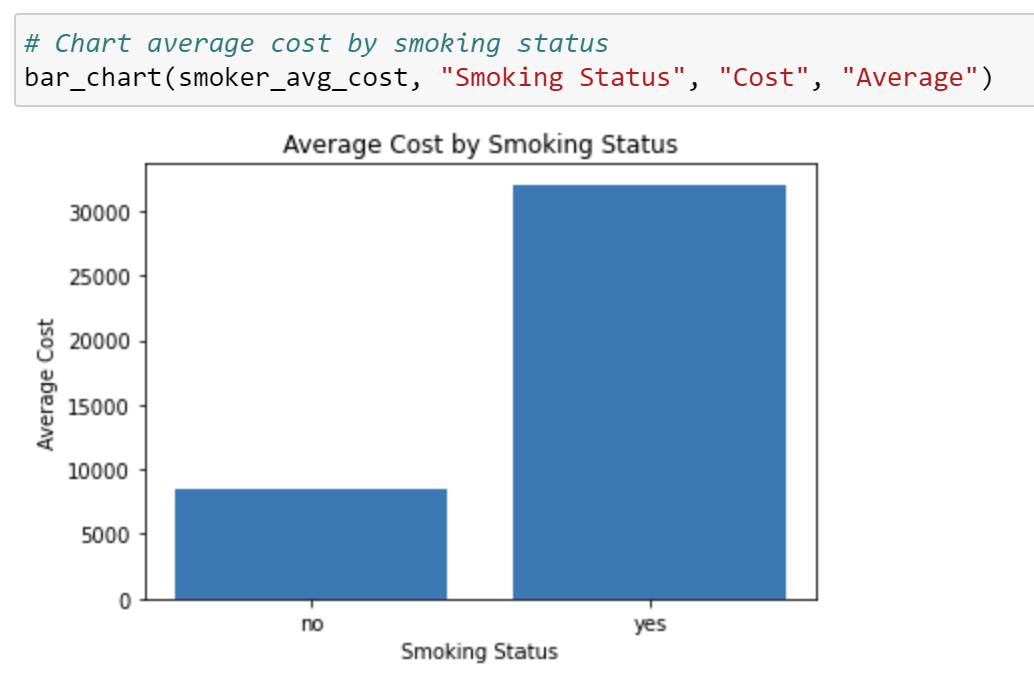 # Chart average cost by smoking status
bar_chart(smoker_avg_cost, "Smoking Status", "Cost", "Average")
Average Cost by Smoking Status
30000
25000
20000
15000
10000
5000
0
Average Cost
no yes
Smoking Status